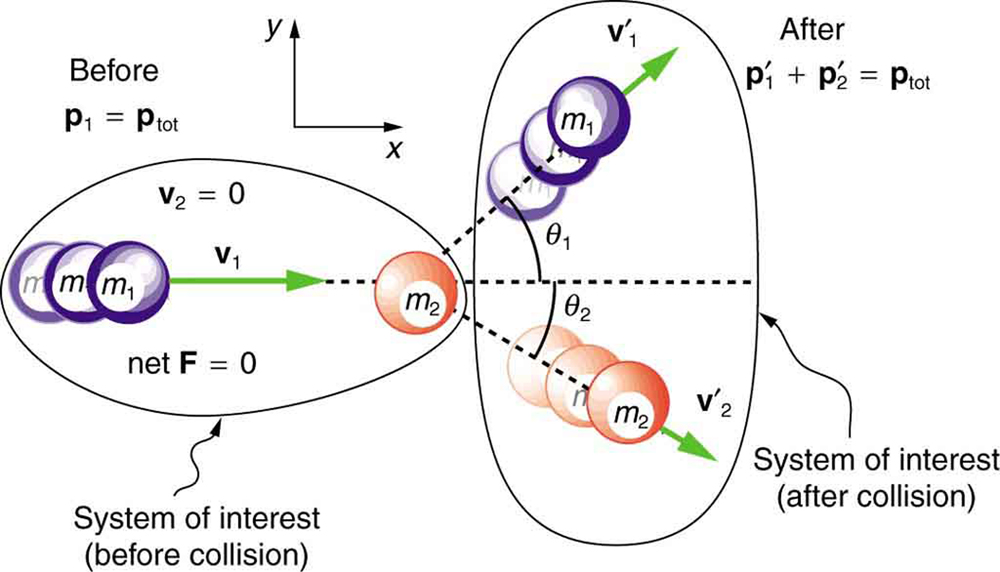 Before
p₁ = pₜₒₜ
y
x
After
p′₁ + p′₂ = pₜₒₜ
v₂ = 0
v₁
m
m
m₁
net F = 0
m₂
v′₁
m₁
θ₁
θ₂
m₂
v′₂
System of interest
(before collision)
System of interest
(after collision)